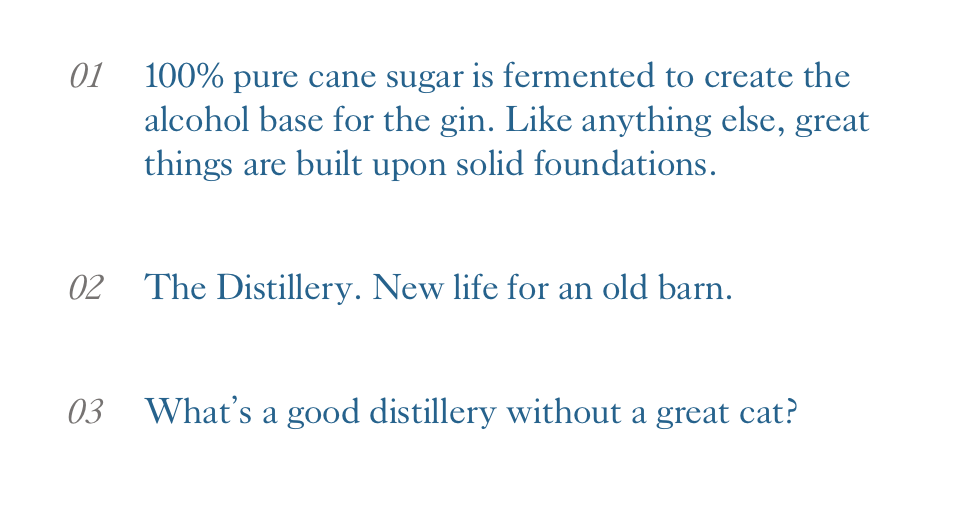 01 100% pure cane sugar is fermented to create the
alcohol base for the gin. Like anything else, great
things are built upon solid foundations.
02 The Distillery. New life for an old barn.
03 What’s a good distillery without a great cat?